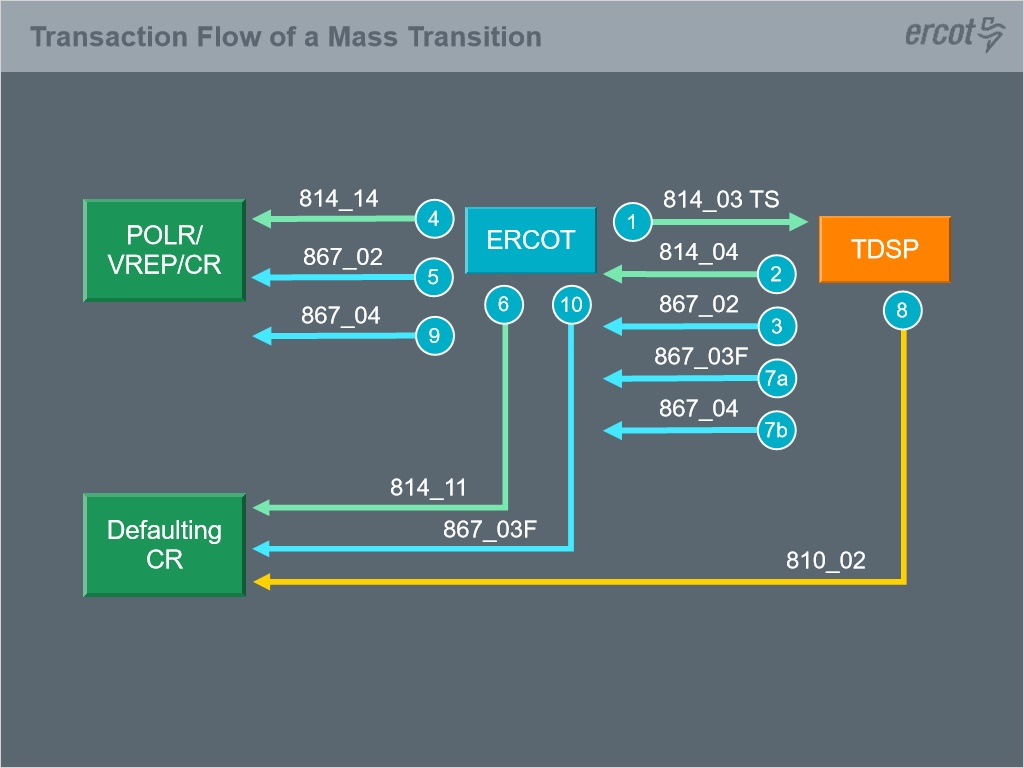 Transaction Flow of a Mass Transition
ercot
814_14
4
ERCOT
1
814_03 TS
POLR/
VREP/CR
TDSP
867_02
5
814_04
2
6
10
867_02
3
8
867_04
9
867_03F
7a
867_04
7b
814_11
Defaulting
CR
867_03F
810_02